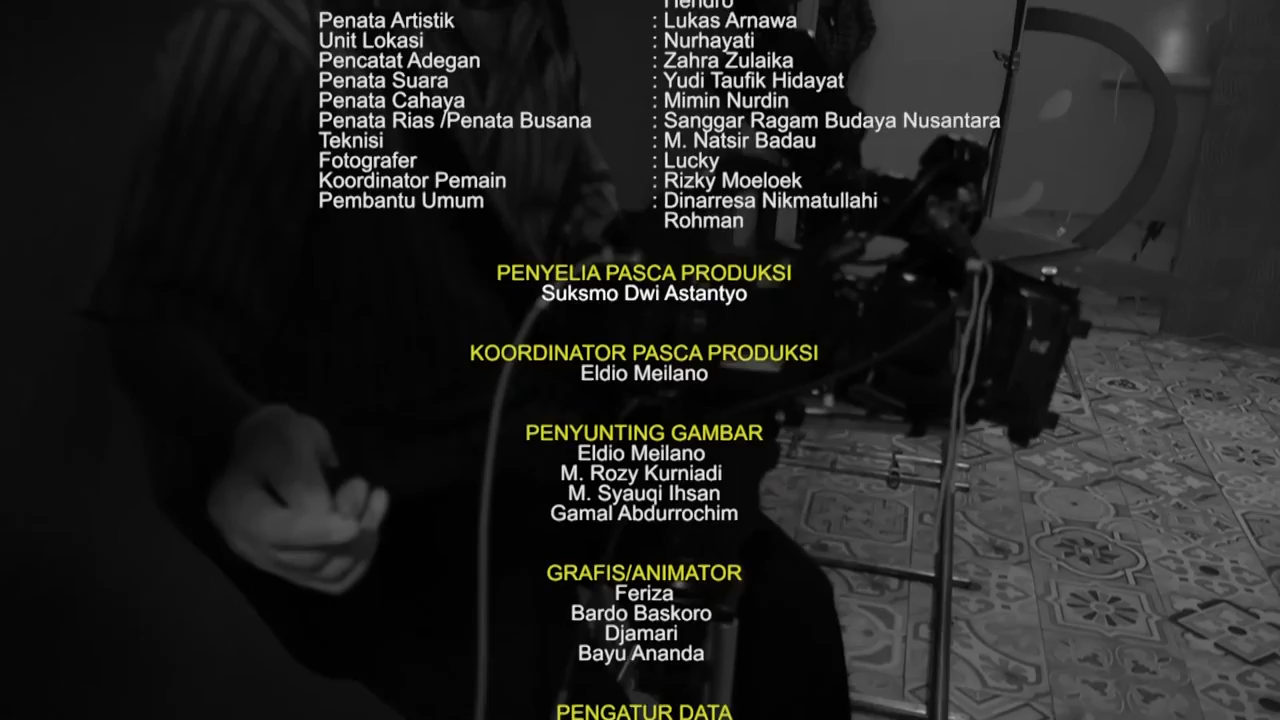 Hendro
Penata Artistik : Lukas Arnawa
Unit Lokasi : Nurhayati
Pencatat Adegan : Zahra Zulaika
Penata Suara : Yudi Taufik Hidayat
Penata Cahaya : Mimin Nurdin
Penata Rias /Penata Busana : Sanggar Ragam Budaya Nusantara
Teknisi : M. Natsir Badau
Fotografer : Lucky
Koordinator Pemain : Rizky Moeloek
Pembantu Umum : Dinarresa Nikmatullahi
Rohman
PENYELIA PASCA PRODUKSI
Suksmo Dwi Astantyo
KOORDINATOR PASCA PRODUKSI
Eldio Meilano
PENYUNTING GAMBAR
Eldio Meilano
M. Rozy Kurniadi
M. Syauqi Ihsan
Gamal Abdurrochim
GRAFIS/ANIMATOR
Feriza
Bardo Baskoro
Djamari
Bayu Ananda
PENGATUR DATA